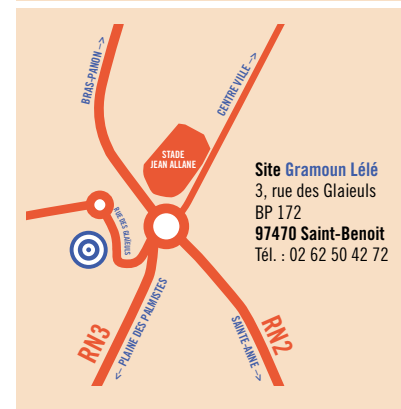 BRAS-PANON -->
CENTRE VILLE -->
STADE
JEAN ALLANE
RUE DES GLAÏEULS
Site Gramoun Lélé
3, rue des Glaieuls
BP 172
97470 Saint-Benoit
Tél. : 02 62 50 42 72
RN3
<-- PLAINE DES PALMISTES
SAINTE-ANNE -->
RN2